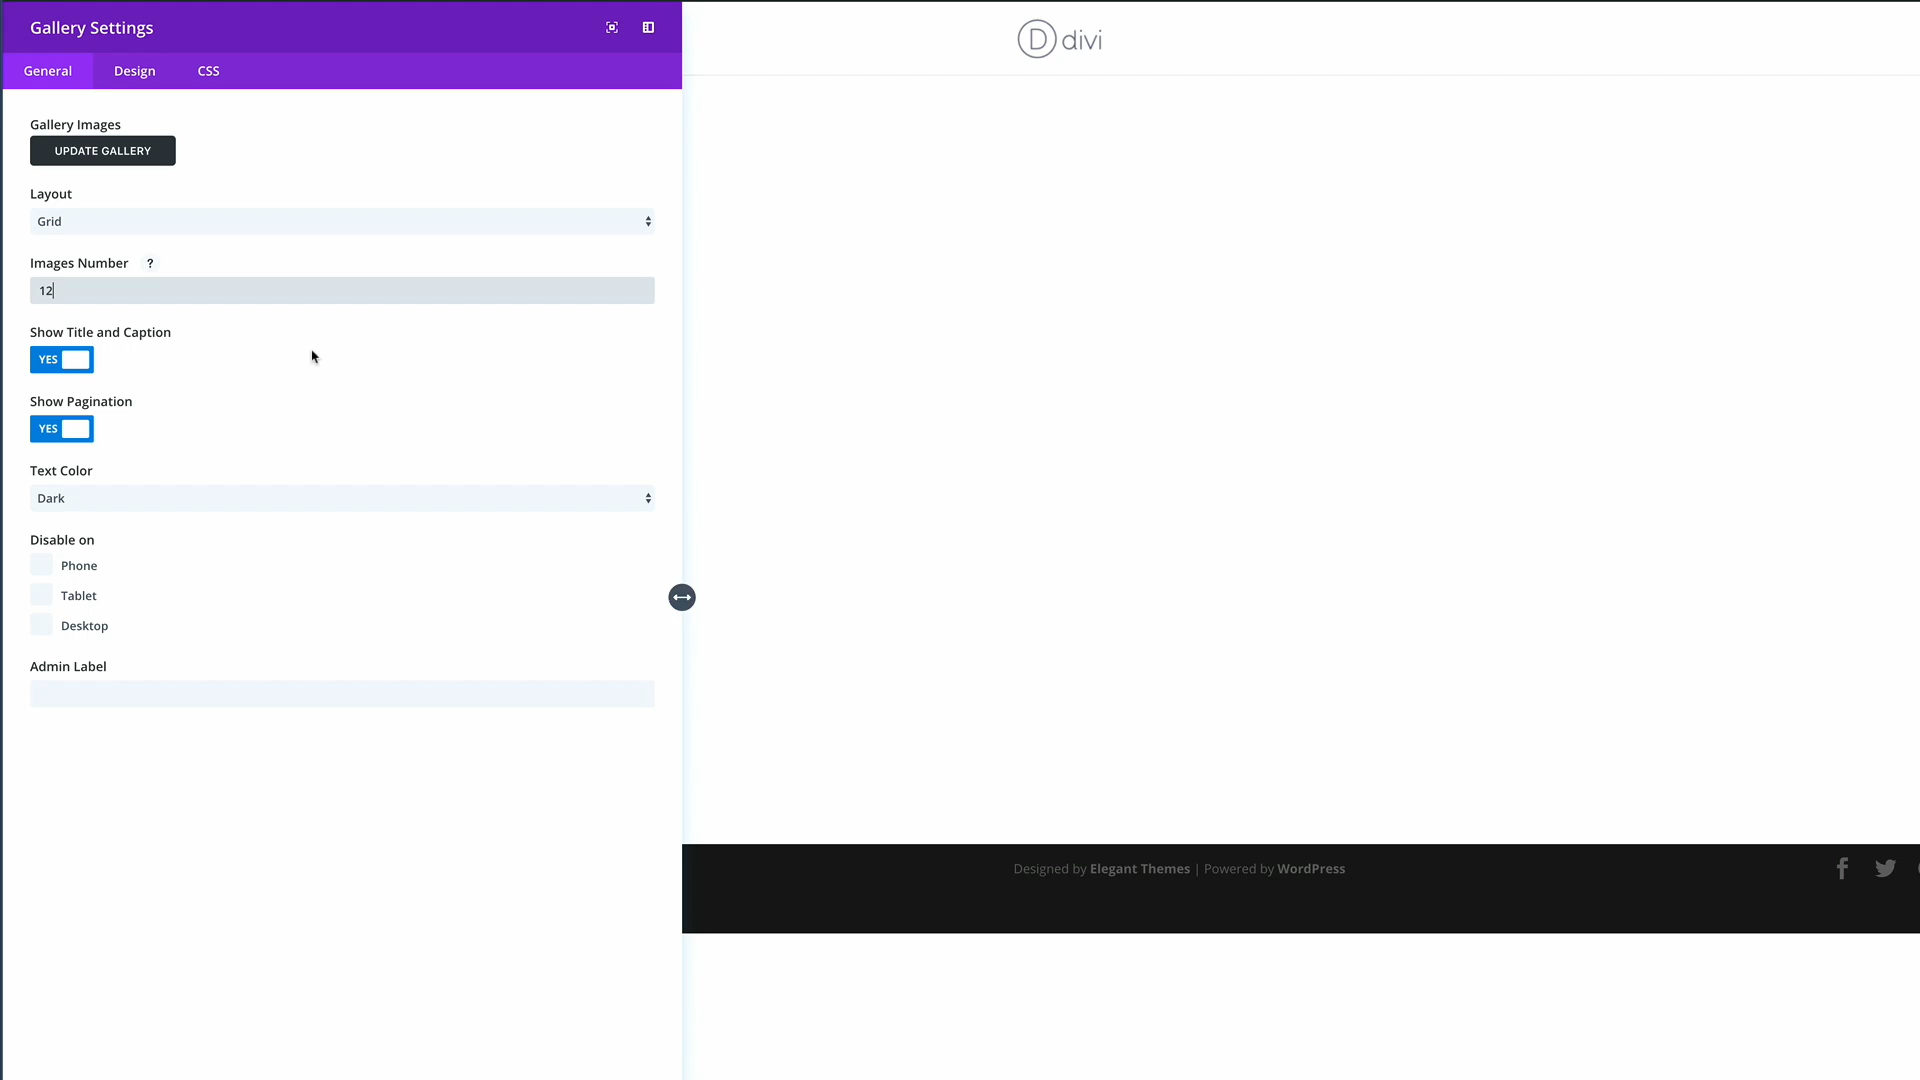 Gallery Settings
General Design CSS
Gallery Images
UPDATE GALLERY
Layout
Grid
Images Number ?
12
Show Title and Caption
YES
Show Pagination
YES
Text Color
Dark
Disable on
Phone
Tablet
Desktop
Admin Label
D divi
Designed by Elegant Themes | Powered by WordPress